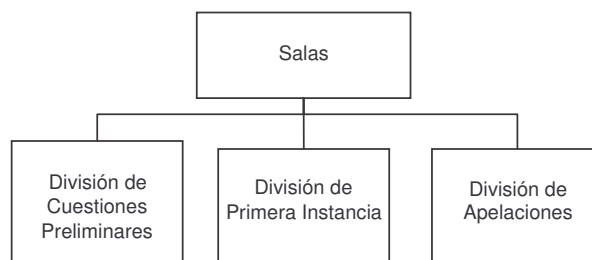 Salas
División de
Cuestiones
Preliminares
División de
Primera Instancia
División de
Apelaciones